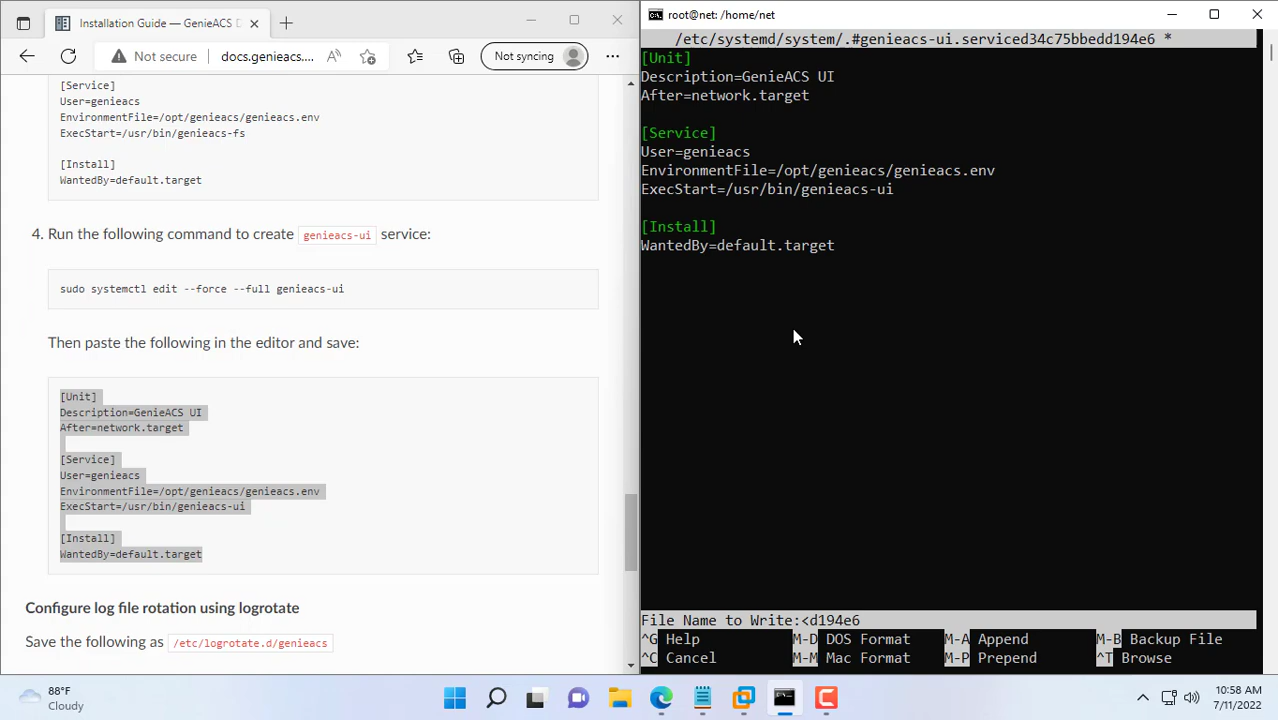 Installation Guide — GenieACS D
Not secure
docs.genieacs....
Not syncing
[Service]
User=genieacs
EnvironmentFile=/opt/genieacs/genieacs.env
ExecStart=/usr/bin/genieacs-fs
[Install]
WantedBy=default.target
4. Run the following command to create genieacs-ui service:
sudo systemctl edit --force --full genieacs-ui
Then paste the following in the editor and save:
[Unit]
Description=GenieACS UI
After=network.target
[Service]
User=genieacs
EnvironmentFile=/opt/genieacs/genieacs.env
ExecStart=/usr/bin/genieacs-ui
[Install]
WantedBy=default.target
Configure log file rotation using logrotate
Save the following as /etc/logrotate.d/genieacs
root@net: /home/net
/etc/systemd/system/.#genieacs-ui.serviced34c75bbedd194e6 *
[Unit]
Description=GenieACS UI
After=network.target
[Service]
User=genieacs
EnvironmentFile=/opt/genieacs/genieacs.env
ExecStart=/usr/bin/genieacs-ui
[Install]
WantedBy=default.target
File Name to Write:<d194e6
^G Help M-D DOS Format M-A Append M-B Backup File
^C Cancel M-M Mac Format M-P Prepend ^T Browse
88°F
Cloudy
10:58 AM
7/11/2022